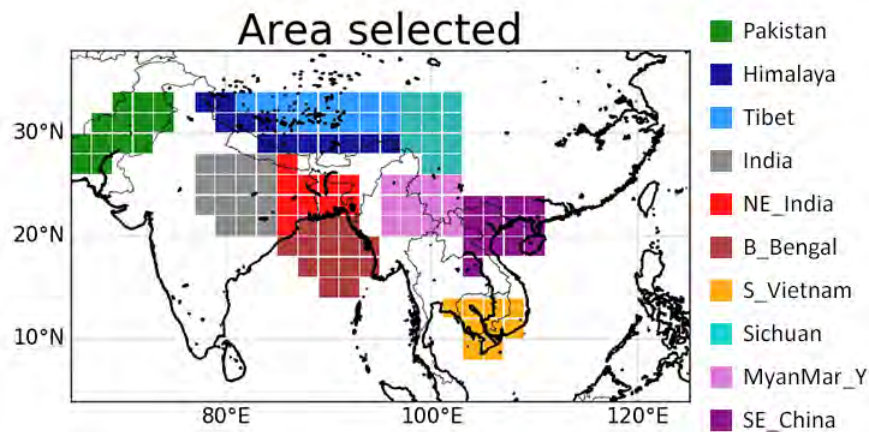 Area selected
30°N
20°N
10°N
80°E
100°E
120°E
Pakistan
Himalaya
Tibet
India
NE_India
B_Bengal
S_Vietnam
Sichuan
MyanMar_Y
SE_China